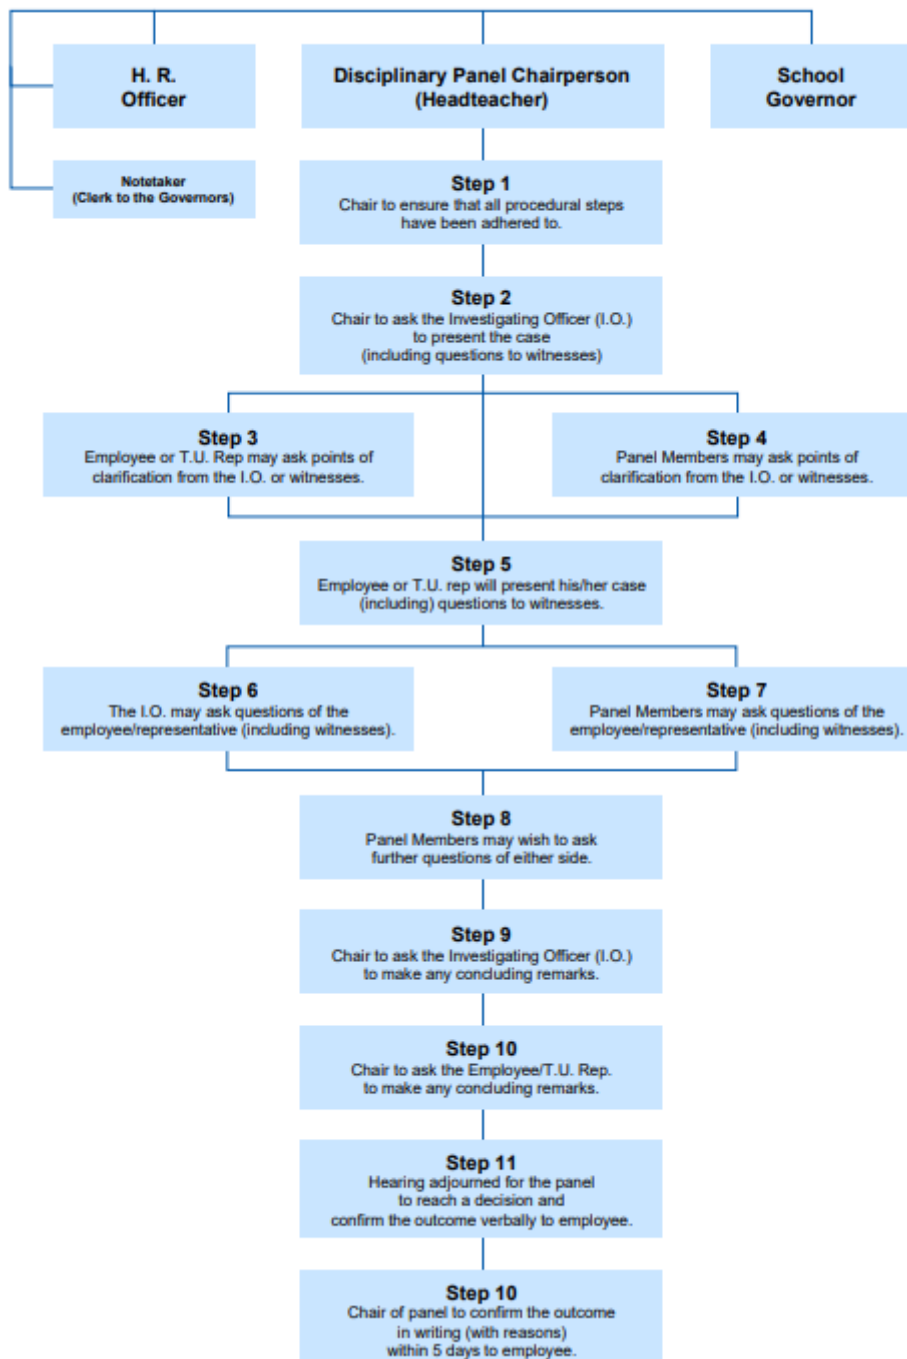 H. R.
Officer
Disciplinary Panel Chairperson
(Headteacher)
School
Governor
Notetaker
(Clerk to the Governors)
Step 1
Chair to ensure that all procedural steps
have been adhered to.
Step 2
Chair to ask the Investigating Officer (I.O.)
to present the case
(including questions to witnesses)
Step 3
Employee or T.U. Rep may ask points of
clarification from the I.O. or witnesses.
Step 4
Panel Members may ask points of
clarification from the I.O. or witnesses.
Step 5
Employee or T.U. rep will present his/her case
(including) questions to witnesses.
Step 6
The I.O. may ask questions of the
employee/representative (including witnesses).
Step 7
Panel Members may ask questions of the
employee/representative (including witnesses).
Step 8
Panel Members may wish to ask
further questions of either side.
Step 9
Chair to ask the Investigating Officer (I.O.)
to make any concluding remarks.
Step 10
Chair to ask the Employee/T.U. Rep.
to make any concluding remarks.
Step 11
Hearing adjourned for the panel
to reach a decision and
confirm the outcome verbally to employee.
Step 10
Chair of panel to confirm the outcome
in writing (with reasons)
within 5 days to employee.